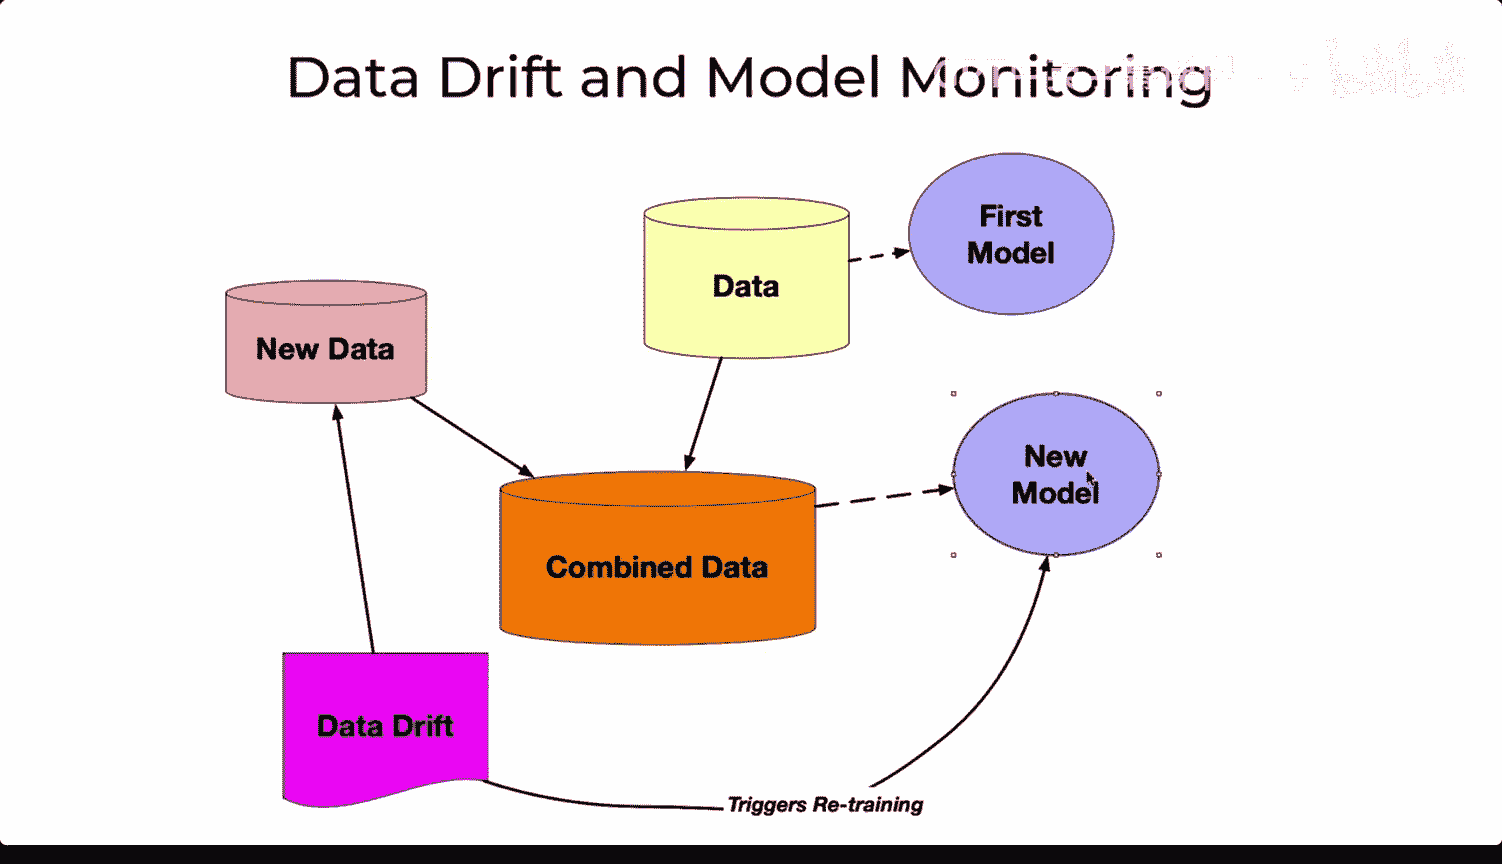 Data Drift and Model Monitoring
First
Model
Data
New Data
New
Model
Combined Data
Data Drift
Triggers Re-training